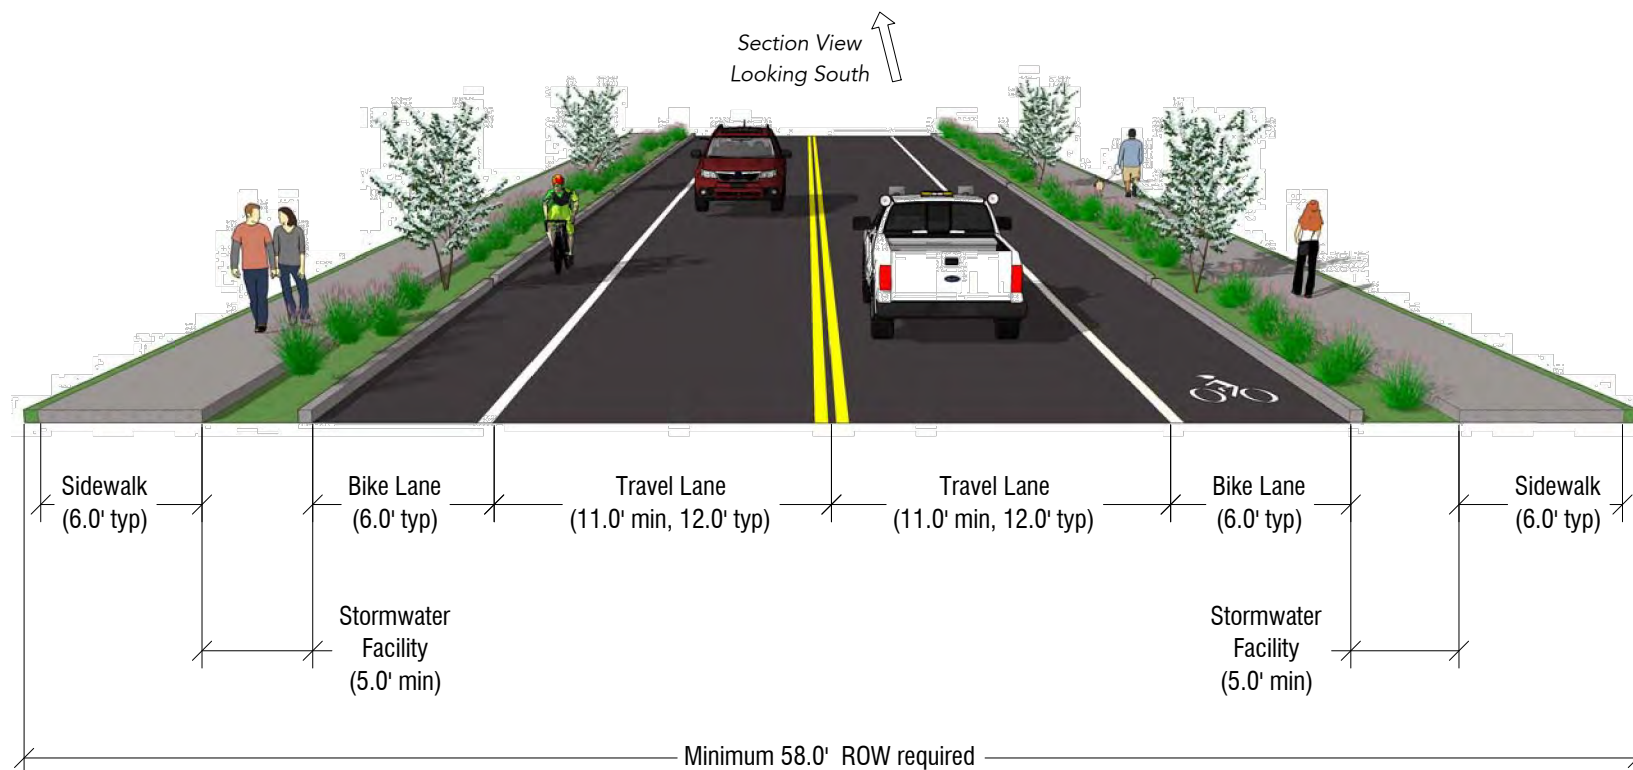 Section View
Looking South
Sidewalk
(6.0' typ)
Bike Lane
(6.0' typ)
Travel Lane
(11.0' min, 12.0' typ)
Travel Lane
(11.0' min, 12.0' typ)
Bike Lane
(6.0' typ)
Sidewalk
(6.0' typ)
Stormwater
Facility
(5.0' min)
Stormwater
Facility
(5.0' min)
Minimum 58.0' ROW required